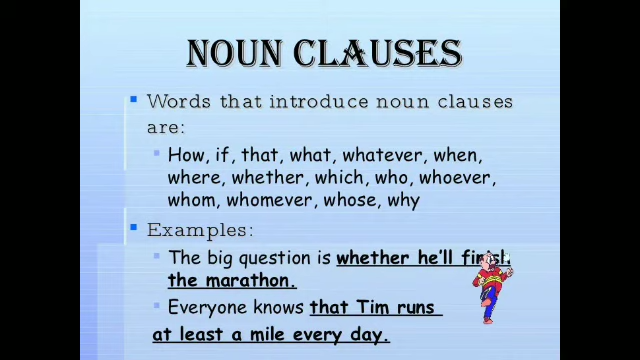 NOUN CLAUSES
Words that introduce noun clauses
are:
How, if, that, what, whatever, when,
where, whether, which, who, whoever,
whom, whomever, whose, why
Examples:
The big question is whether he'll finish
the marathon.
Everyone knows that Tim runs
at least a mile every day.